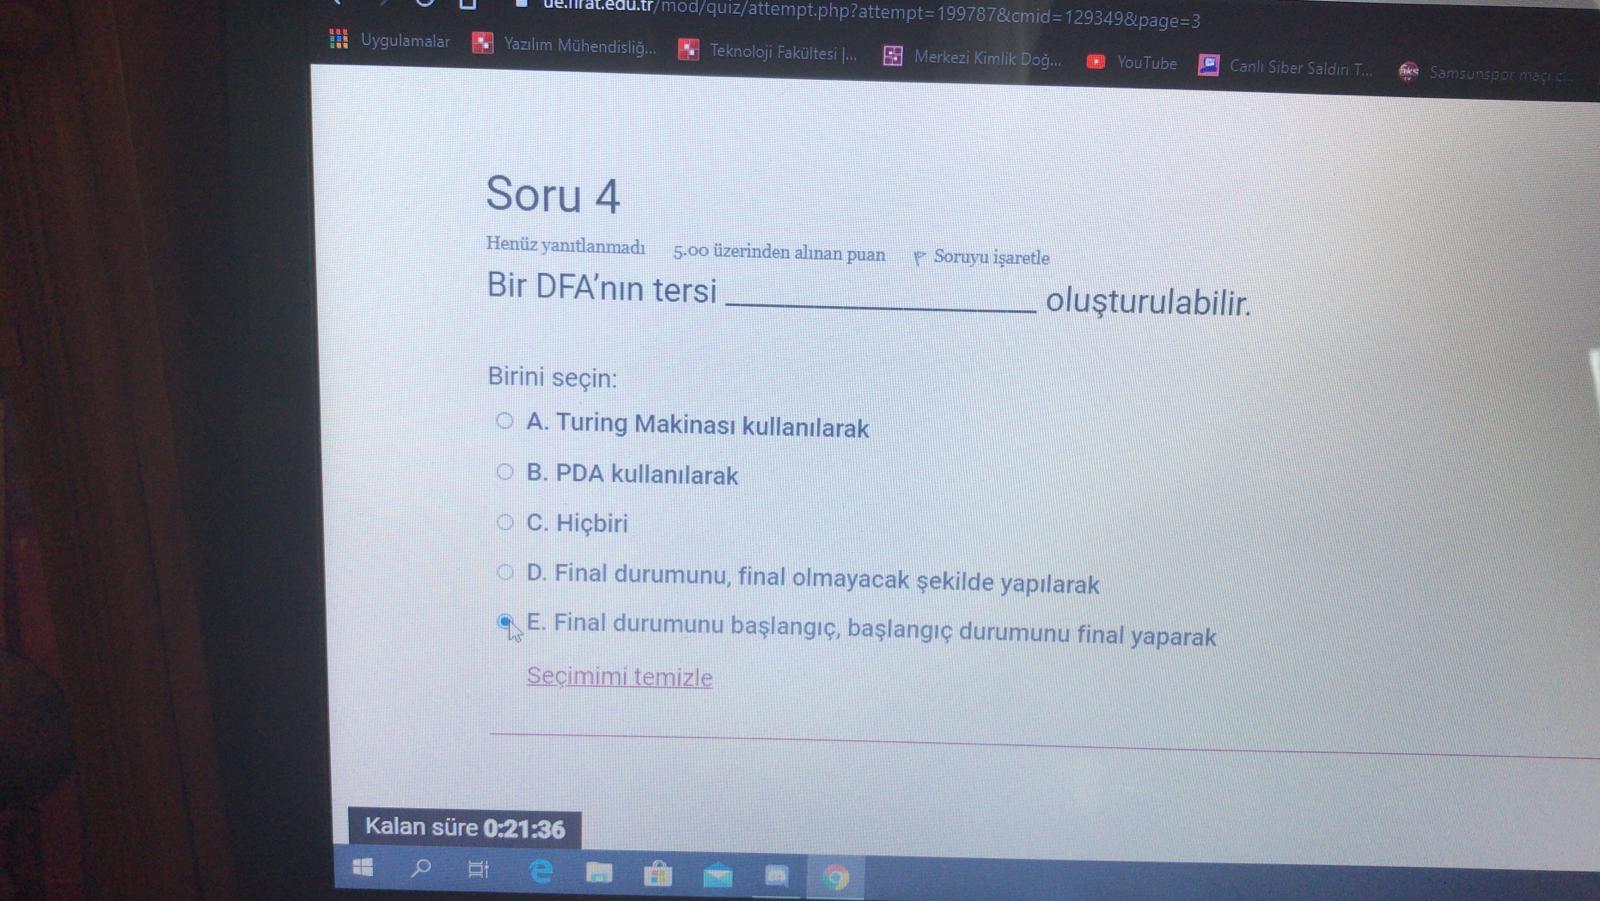 ue.firat.edu.tr/mod/quiz/attempt.php?attempt=199787&cmid=129349&page=3
Uygulamalar Yazılım Mühendisliğ... Teknoloji Fakültesi |... Merkezi Kimlik Doğ... YouTube Canlı Siber Saldırı T... Samsunspor maçı c...
Soru 4
Henüz yanıtlanmadı 5.00 üzerinden alınan puan Soruyu işaretle
Bir DFA'nın tersi ____________________ oluşturulabilir.
Birini seçin:
A. Turing Makinası kullanılarak
B. PDA kullanılarak
C. Hiçbiri
D. Final durumunu, final olmayacak şekilde yapılarak
E. Final durumunu başlangıç, başlangıç durumunu final yaparak
Seçimimi temizle
Kalan süre 0:21:36